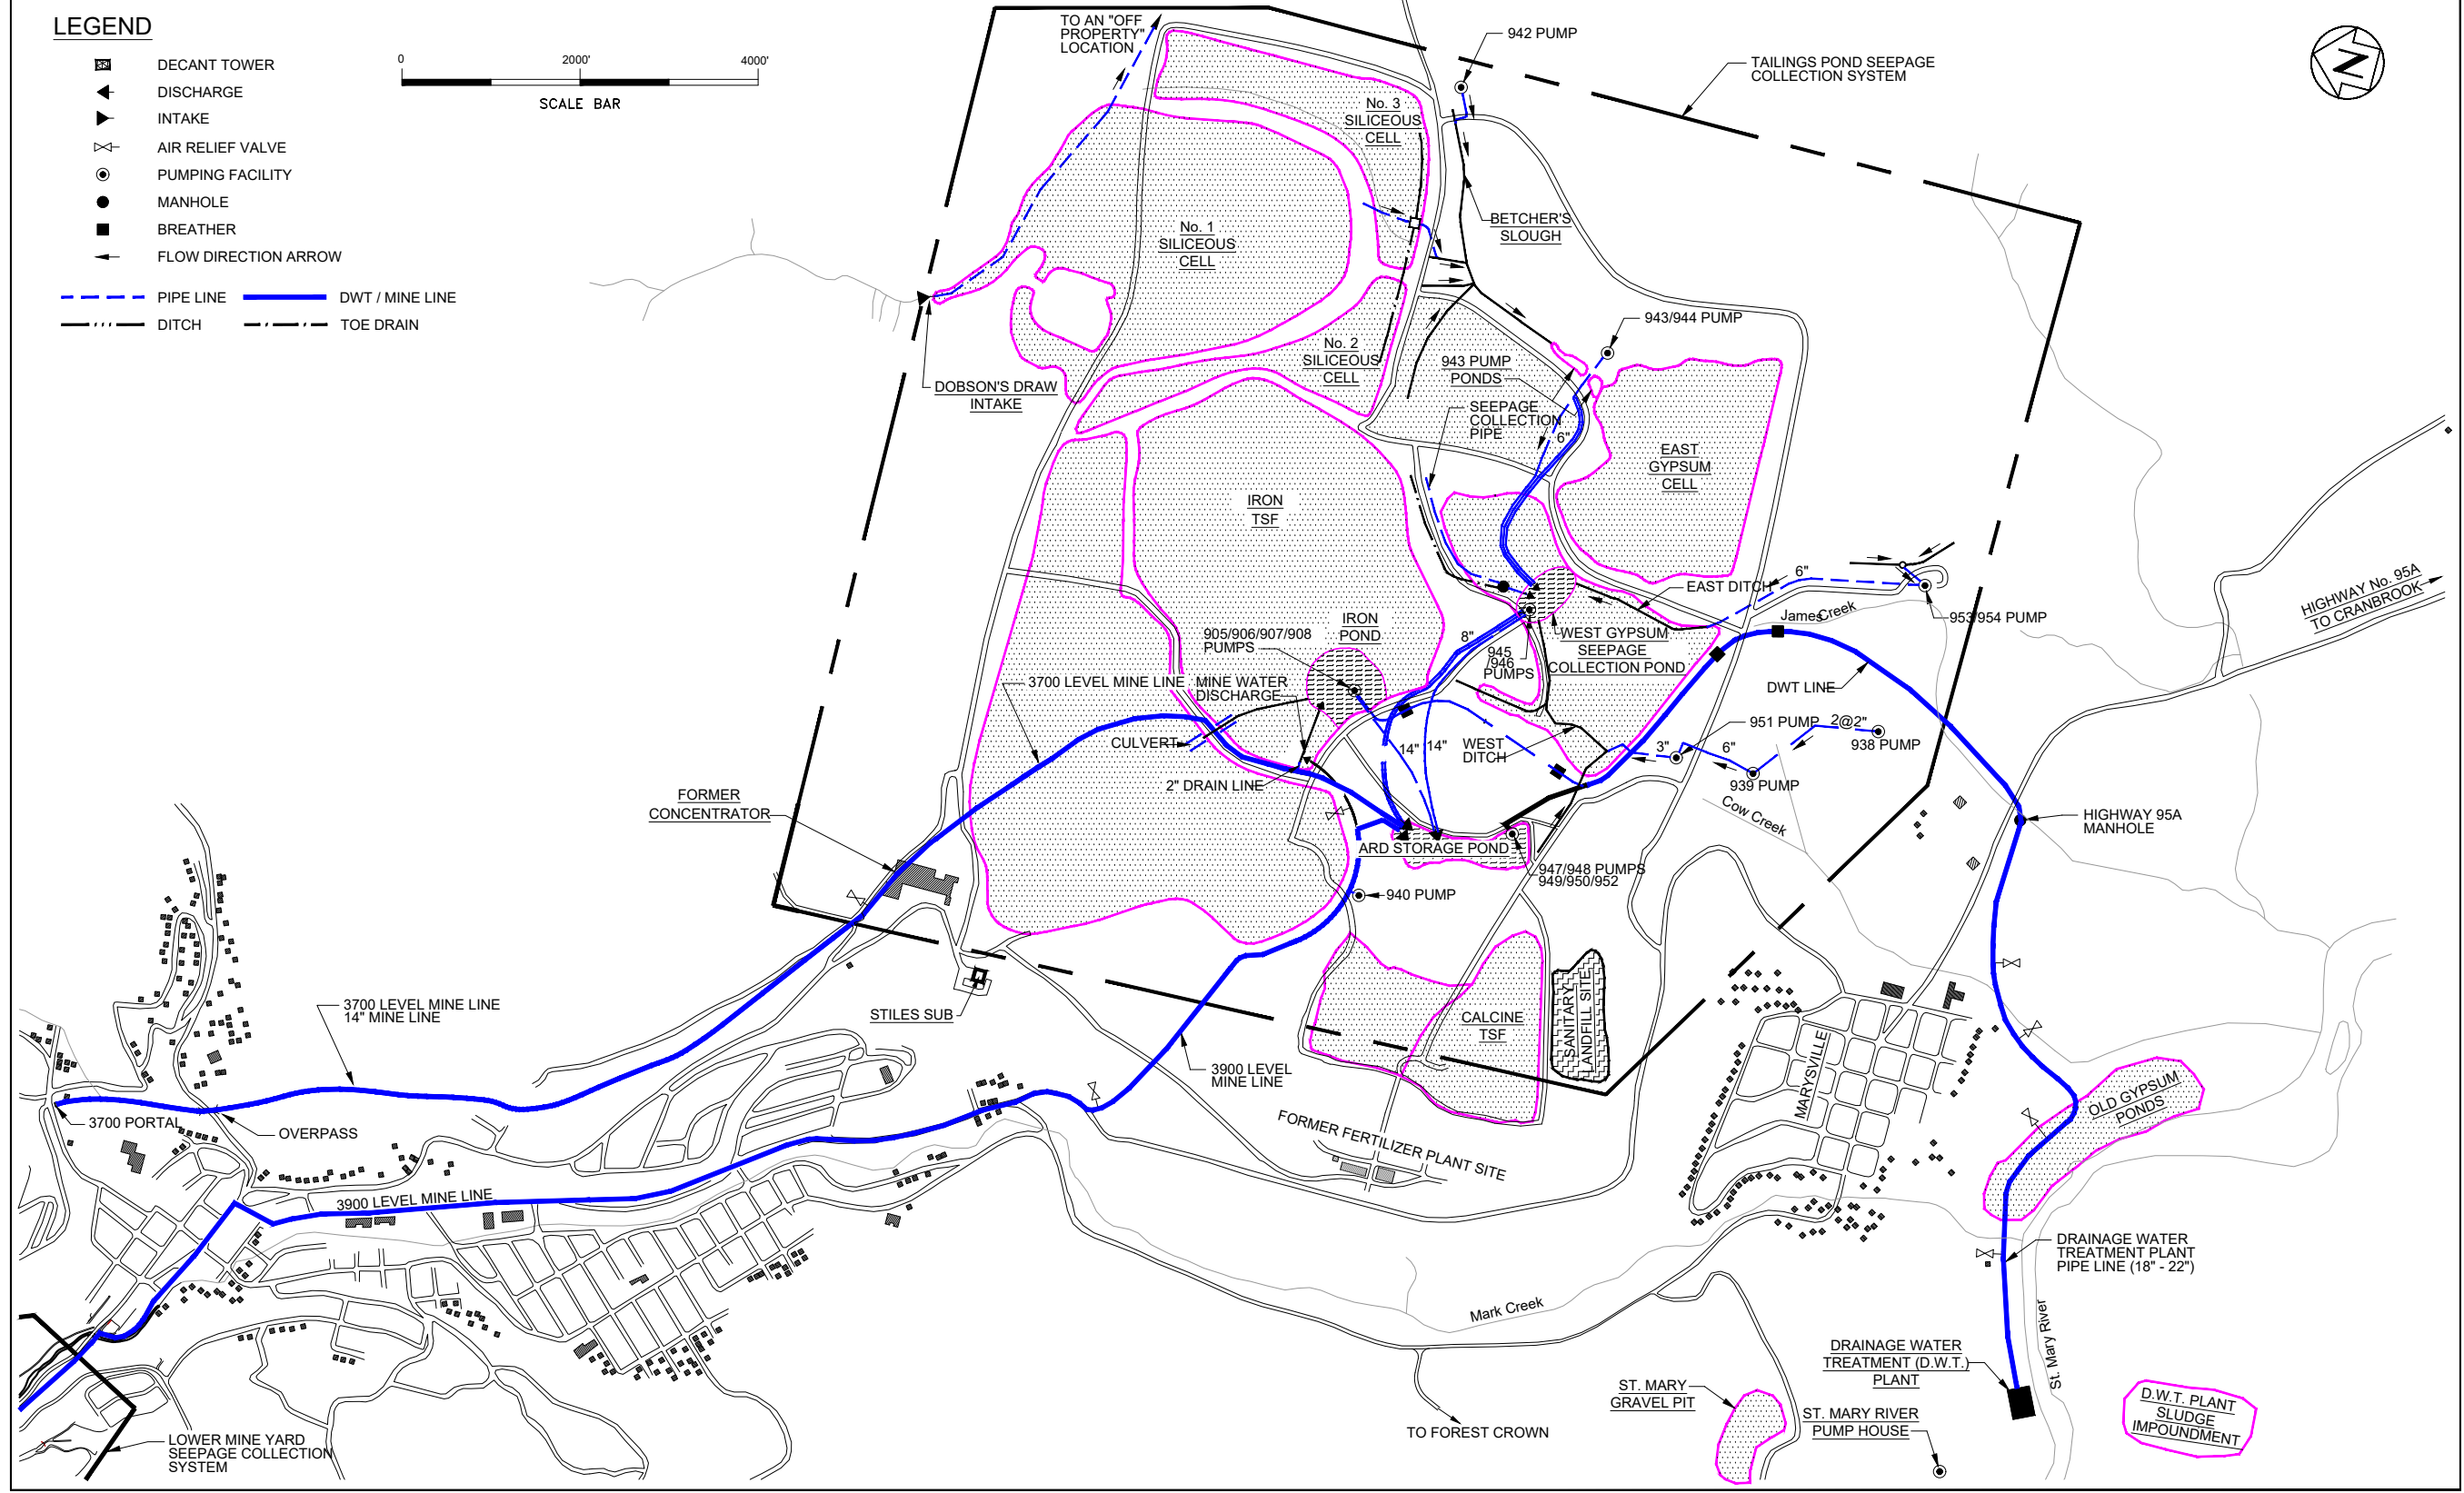 LEGEND
DECANT TOWER
DISCHARGE
INTAKE
AIR RELIEF VALVE
PUMPING FACILITY
MANHOLE
BREATHER
FLOW DIRECTION ARROW
PIPE LINE
DWT / MINE LINE
DITCH
TOE DRAIN
0
2000'
4000'
SCALE BAR
TO AN "OFF
PROPERTY"
LOCATION
942 PUMP
TAILINGS POND SEEPAGE
COLLECTION SYSTEM
N
No. 3
SILICEOUS
CELL
No. 1
SILICEOUS
CELL
BETCHER'S
SLOUGH
943/944 PUMP
No. 2
SILICEOUS
CELL
943 PUMP
PONDS
DOBSON'S DRAW
INTAKE
SEEPAGE
COLLECTION
PIPE
6"
EAST
GYPSUM
CELL
IRON
TSF
EAST DITCH
6"
James Creek
953/954 PUMP
HIGHWAY No. 95A
TO CRANBROOK
IRON
POND
905/906/907/908
PUMPS
8"
945
/946
PUMPS
WEST GYPSUM
SEEPAGE
COLLECTION POND
3700 LEVEL MINE LINE
MINE WATER
DISCHARGE
DWT LINE
951 PUMP
2@2"
938 PUMP
CULVERT
14"
14"
WEST
DITCH
3"
6"
939 PUMP
2" DRAIN LINE
Cow Creek
FORMER
CONCENTRATOR
HIGHWAY 95A
MANHOLE
ARD STORAGE POND
947/948 PUMPS
949/950/952
940 PUMP
3700 LEVEL MINE LINE
14" MINE LINE
STILES SUB
CALCINE
TSF
SANITARY
LANDFILL SITE
3900 LEVEL
MINE LINE
MARYSVILLE
OLD GYPSUM
PONDS
3700 PORTAL
OVERPASS
FORMER FERTILIZER PLANT SITE
3900 LEVEL MINE LINE
DRAINAGE WATER
TREATMENT PLANT
PIPE LINE (18" - 22")
Mark Creek
St. Mary River
DRAINAGE WATER
TREATMENT (D.W.T.)
PLANT
ST. MARY
GRAVEL PIT
ST. MARY RIVER
PUMP HOUSE
D.W.T. PLANT
SLUDGE
IMPOUNDMENT
TO FOREST CROWN
LOWER MINE YARD
SEEPAGE COLLECTION
SYSTEM